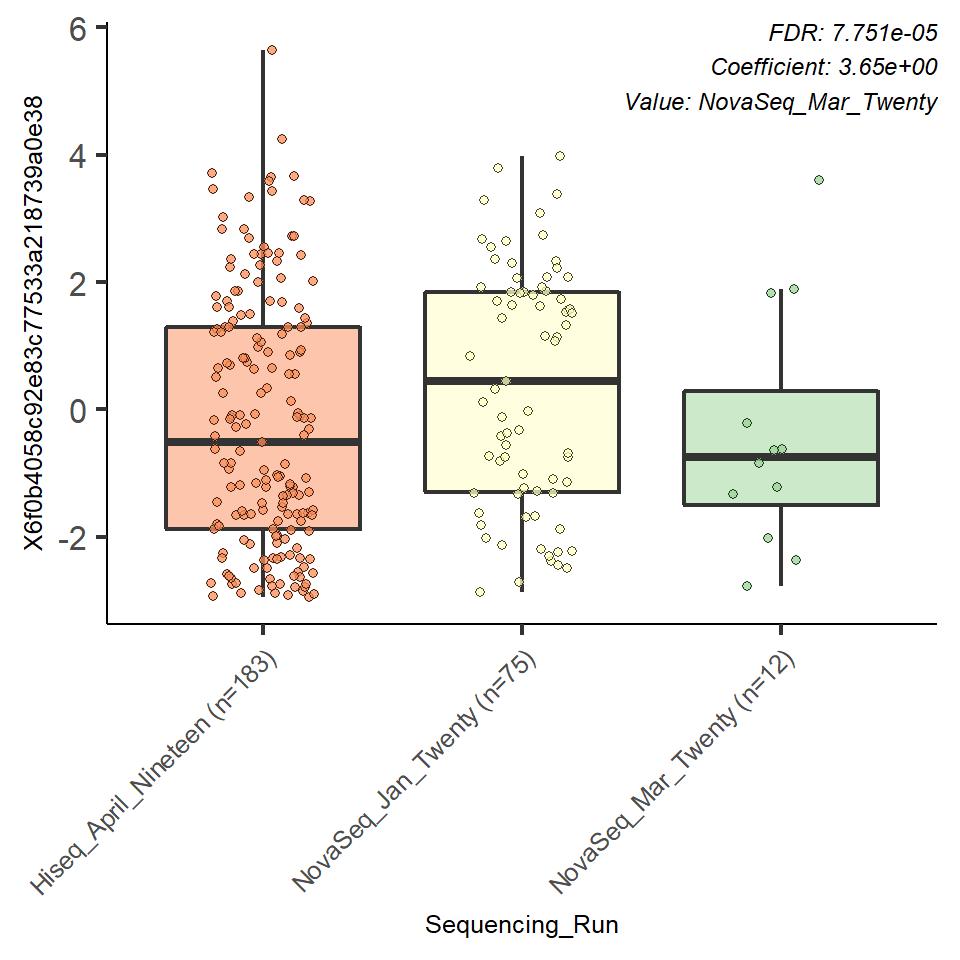 FDR: 7.751e-05
Coefficient: 3.65e+00
Value: NovaSeq_Mar_Twenty
X6f0b4058c92e83c77533a218739a0e38
6
4
2
0
-2
Hiseq_April_Nineteen (n=183)
NovaSeq_Jan_Twenty (n=75)
NovaSeq_Mar_Twenty (n=12)
Sequencing_Run